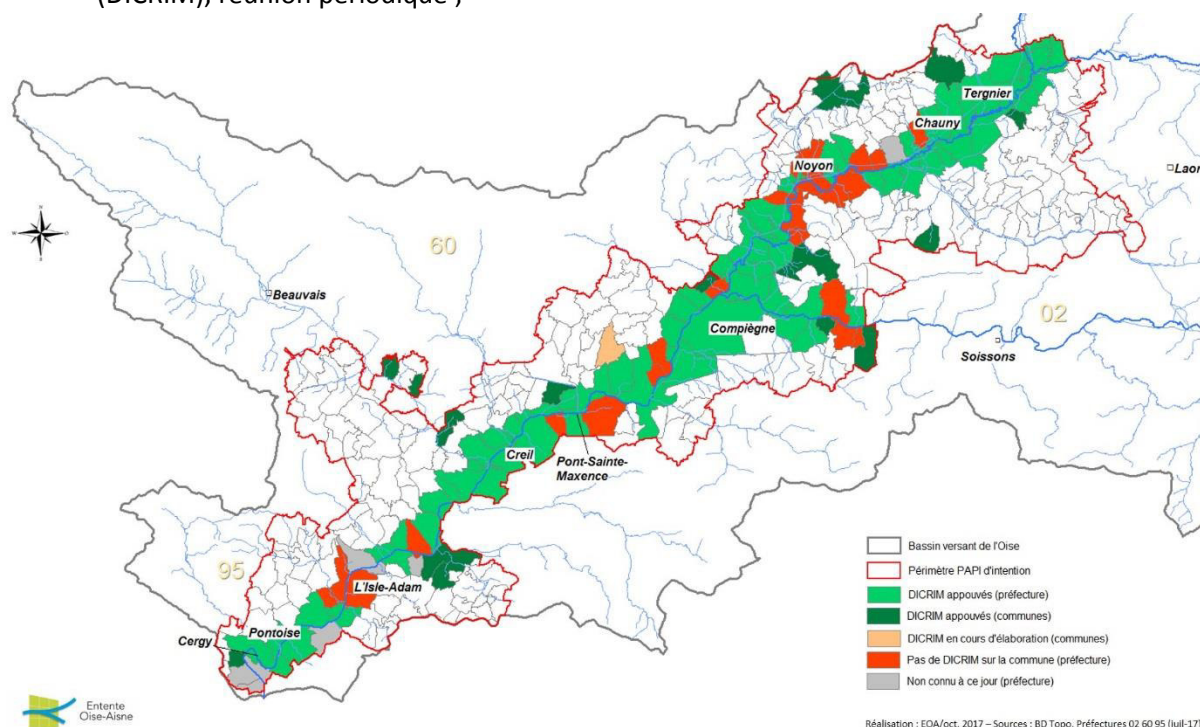 (DICRIM), réunion périodique ;
Tergnier
Chauny
Noyon
Laon
60
Beauvais
02
Compiègne
Soissons
Creil
Pont-Sainte-
Maxence
95
L'Isle-Adam
Pontoise
Cergy
Bassin versant de l'Oise
Périmètre PAPI d'intention
DICRIM appouvés (préfecture)
DICRIM appouvés (communes)
DICRIM en cours d'élaboration (communes)
Pas de DICRIM sur la commune (préfecture)
Non connu à ce jour (préfecture)
Entente
Oise-Aisne
Réalisation : EOA/oct. 2017 – Sources : BD Topo, Préfectures 02 60 95 (juil-17)